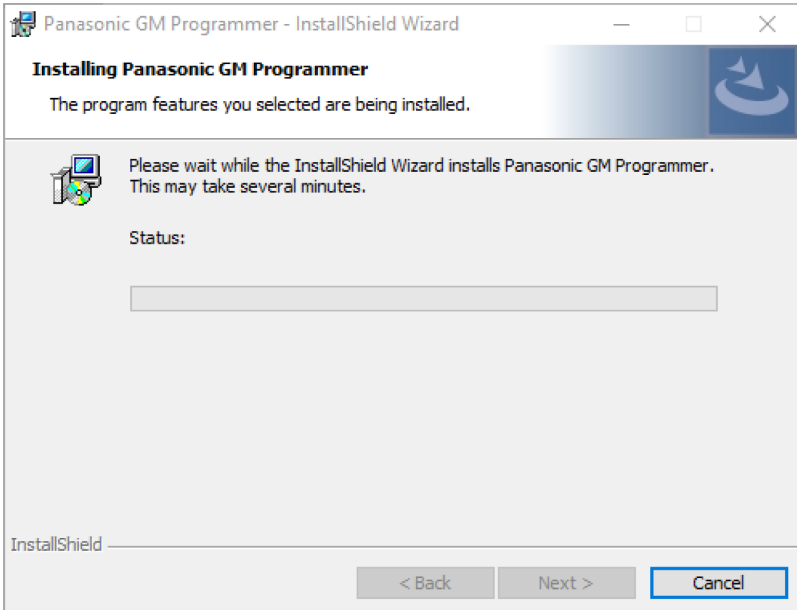 Panasonic GM Programmer - InstallShield Wizard
Installing Panasonic GM Programmer
The program features you selected are being installed.
Please wait while the InstallShield Wizard installs Panasonic GM Programmer.
This may take several minutes.
Status:
InstallShield
< Back
Next >
Cancel